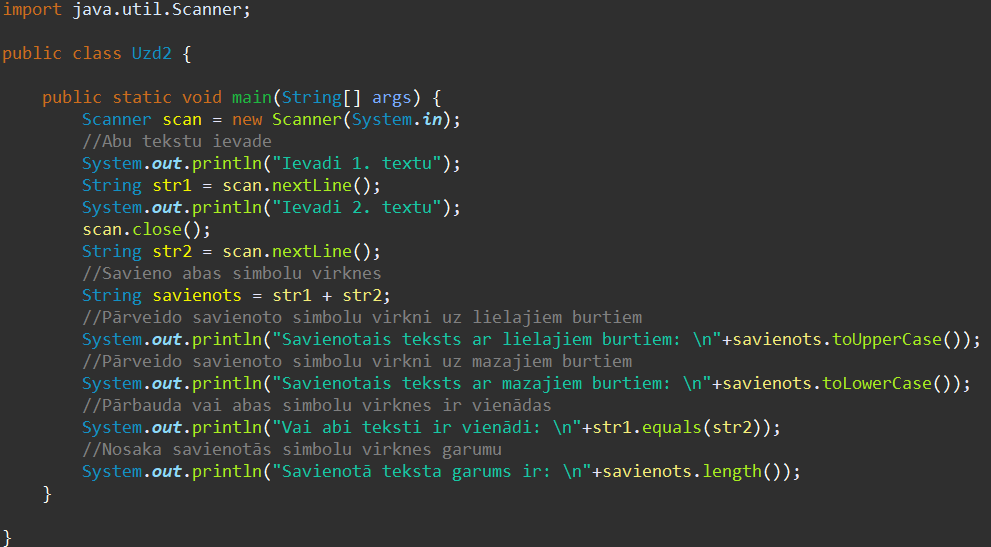 import java.util.Scanner;
public class Uzd2 {
public static void main(String[] args) {
Scanner scan = new Scanner(System.in);
//Abu tekstu ievade
System.out.println("Ievadi 1. textu");
String str1 = scan.nextLine();
System.out.println("Ievadi 2. textu");
scan.close();
String str2 = scan.nextLine();
//Savieno abas simbolu virknes
String savienots = str1 + str2;
//Pārveido savienoto simbolu virkni uz lielajiem burtiem
System.out.println("Savienotais teksts ar lielajiem burtiem: \n"+savienots.toUpperCase());
//Pārveido savienoto simbolu virkni uz mazajiem burtiem
System.out.println("Savienotais teksts ar mazajiem burtiem: \n"+savienots.toLowerCase());
//Pārbauda vai abas simbolu virknes ir vienādas
System.out.println("Vai abi teksti ir vienādi: \n"+str1.equals(str2));
//Nosaka savienotās simbolu virknes garumu
System.out.println("Savienotā teksta garums ir: \n"+savienots.length());
}
}